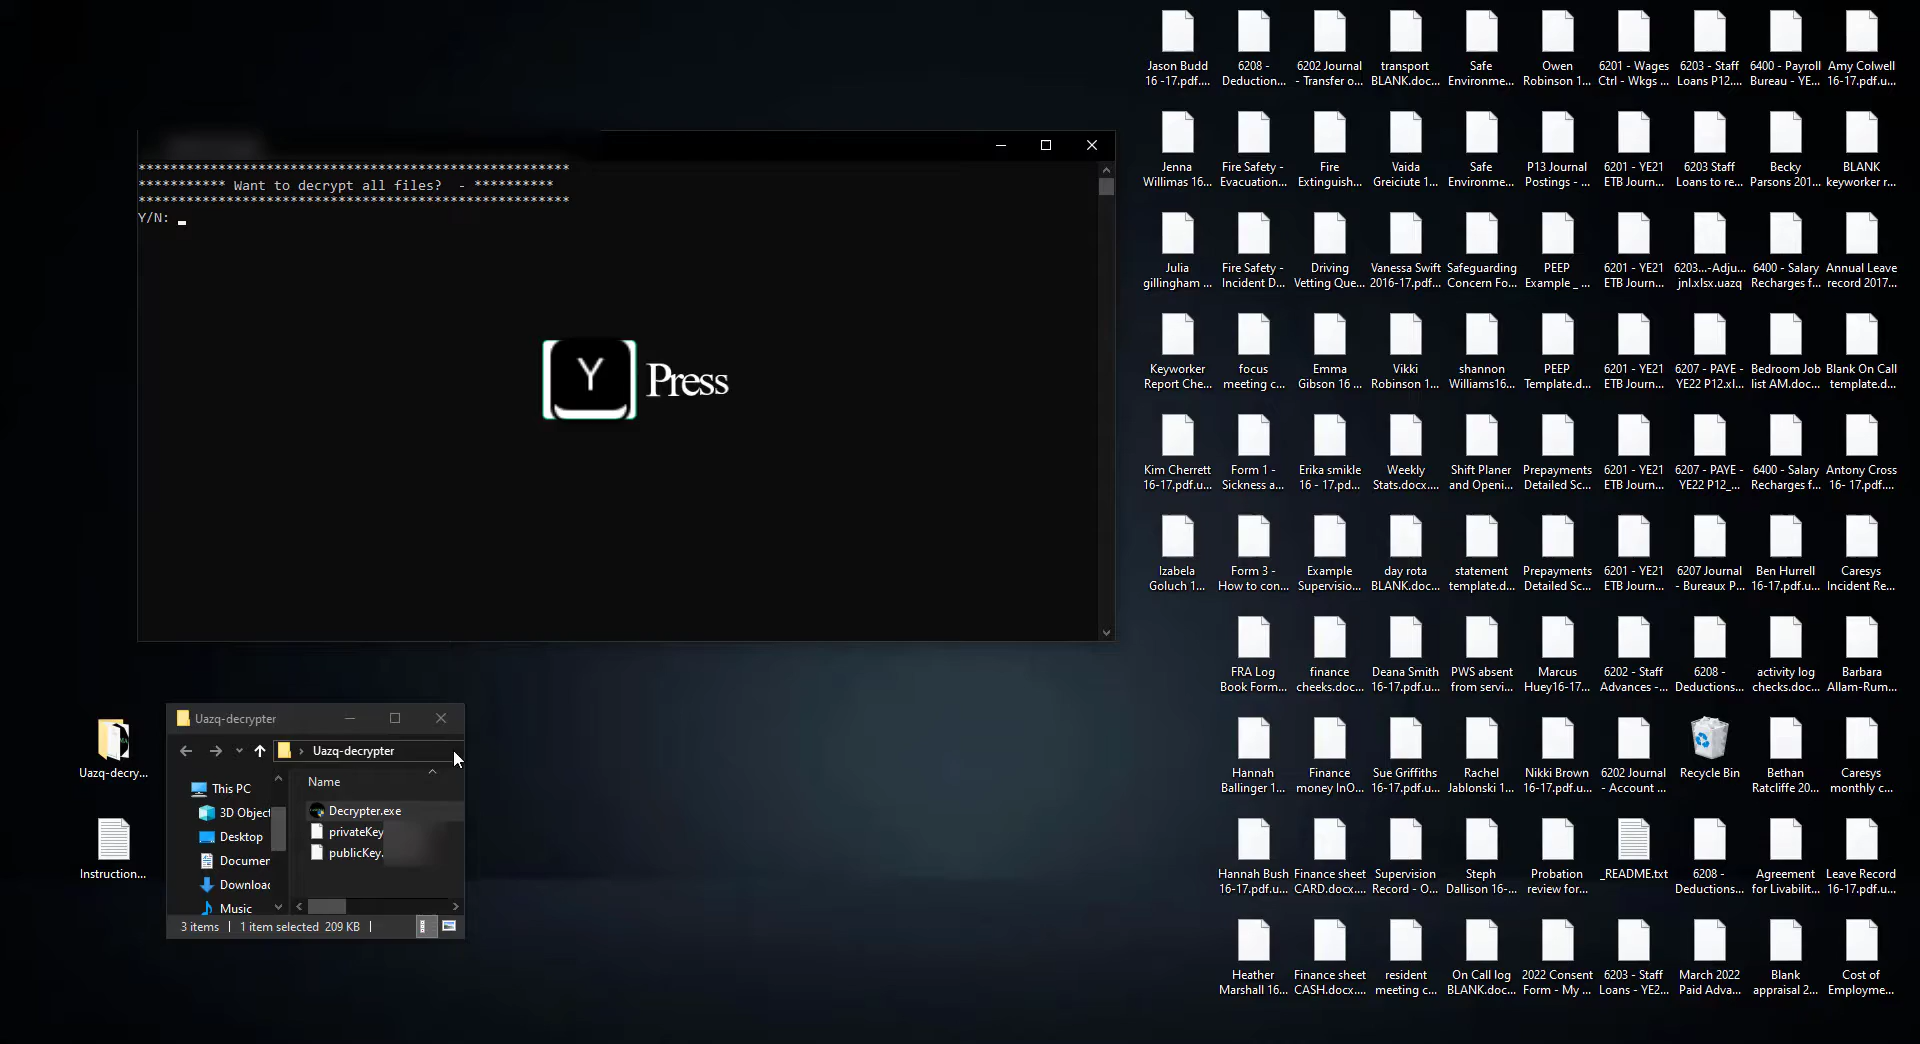 **************************************************
*********** Want to decrypt all files?  - **********
**************************************************
Y/N:
Y Press
Uazq-decrypter
Uazq-decrypter
Name
This PC
3D Objec
Desktop
Documen
Downloac
Music
Decrypter.exe
privateKey
publicKey.
3 items
1 item selected 209 KB
Uazq-decry...
Instruction...
Jason Budd
16 -17.pdf....
6208 -
Deduction...
6202 Journal
- Transfer o...
transport
BLANK.doc...
Safe
Environme...
Owen
Robinson 1...
6201 - Wages
Ctrl - Wkgs ...
6203 - Staff
Loans P12....
6400 - Payroll
Bureau - YE...
Amy Colwell
16-17.pdf.u...
Jenna
Willimas 16...
Fire Safety -
Evacuation...
Fire
Extinguish...
Vaida
Greiciute 1...
Safe
Environme...
P13 Journal
Postings - ...
6201 - YE21
ETB Journ...
6203 Staff
Loans to re...
Becky
Parsons 201...
BLANK
keyworker r...
Julia
gillingham ...
Fire Safety -
Incident D...
Driving
Vetting Que...
Vanessa Swift
2016-17.pdf...
Safeguarding
Concern Fo...
PEEP
Example _ ...
6201 - YE21
ETB Journ...
6203...-Adju...
jnl.xlsx.uazq
6400 - Salary
Recharges f...
Annual Leave
record 2017...
Keyworker
Report Che...
focus
meeting c...
Emma
Gibson 16 ...
Vikki
Robinson 1...
shannon
Williams16...
PEEP
Template.d...
6201 - YE21
ETB Journ...
6207 - PAYE -
YE22 P12.xl...
Bedroom Job
list AM.doc...
Blank On Call
template.d...
Kim Cherrett
16-17.pdf.u...
Form 1 -
Sickness a...
Erika smikle
16 - 17.pd...
Weekly
Stats.docx....
Shift Planer
and Openi...
Prepayments
Detailed Sc...
6201 - YE21
ETB Journ...
6207 - PAYE -
YE22 P12_...
6400 - Salary
Recharges f...
Antony Cross
16- 17.pdf....
Izabela
Goluch 1...
Form 3 -
How to con...
Example
Supervisio...
day rota
BLANK.doc...
statement
template.d...
Prepayments
Detailed Sc...
6201 - YE21
ETB Journ...
6207 Journal
- Bureaux P...
Ben Hurrell
16-17.pdf.u...
Caresys
Incident Re...
FRA Log
Book Form...
finance
cheeks.doc...
Deana Smith
16-17.pdf.u...
PWS absent
from servi...
Marcus
Huey16-17...
6202 - Staff
Advances -...
6208 -
Deductions...
activity log
checks.doc...
Barbara
Allam-Rum...
Hannah
Ballinger 1...
Finance
money InO...
Sue Griffiths
16-17.pdf.u...
Rachel
Jablonski 1...
Nikki Brown
16-17.pdf.u...
6202 Journal
- Account ...
Recycle Bin
Bethan
Ratcliffe 20...
Caresys
monthly c...
Hannah Bush
16-17.pdf.u...
Finance sheet
CARD.docx....
Supervision
Record - O...
Steph
Dallison 16-...
Probation
review for...
_README.txt
6208 -
Deductions...
Agreement
for Livabilit...
Leave Record
16-17.pdf.u...
Heather
Marshall 16...
Finance sheet
CASH.docx....
resident
meeting c...
On Call log
BLANK.doc...
2022 Consent
Form - My ...
6203 - Staff
Loans - YE2...
March 2022
Paid Adva...
Blank
appraisal 2...
Cost of
Employme...